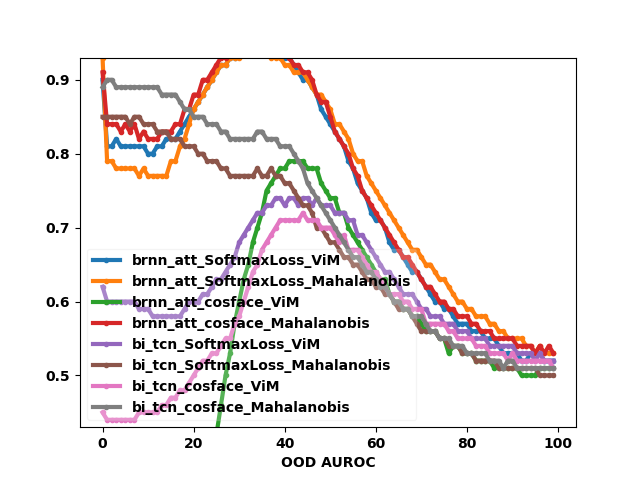 0.9
0.8
0.7
0.6
0.5
brnn_att_SoftmaxLoss_ViM
brnn_att_SoftmaxLoss_Mahalanobis
brnn_att_cosface_ViM
brnn_att_cosface_Mahalanobis
bi_tcn_SoftmaxLoss_ViM
bi_tcn_SoftmaxLoss_Mahalanobis
bi_tcn_cosface_ViM
bi_tcn_cosface_Mahalanobis
0 20 40 60 80 100
OOD AUROC